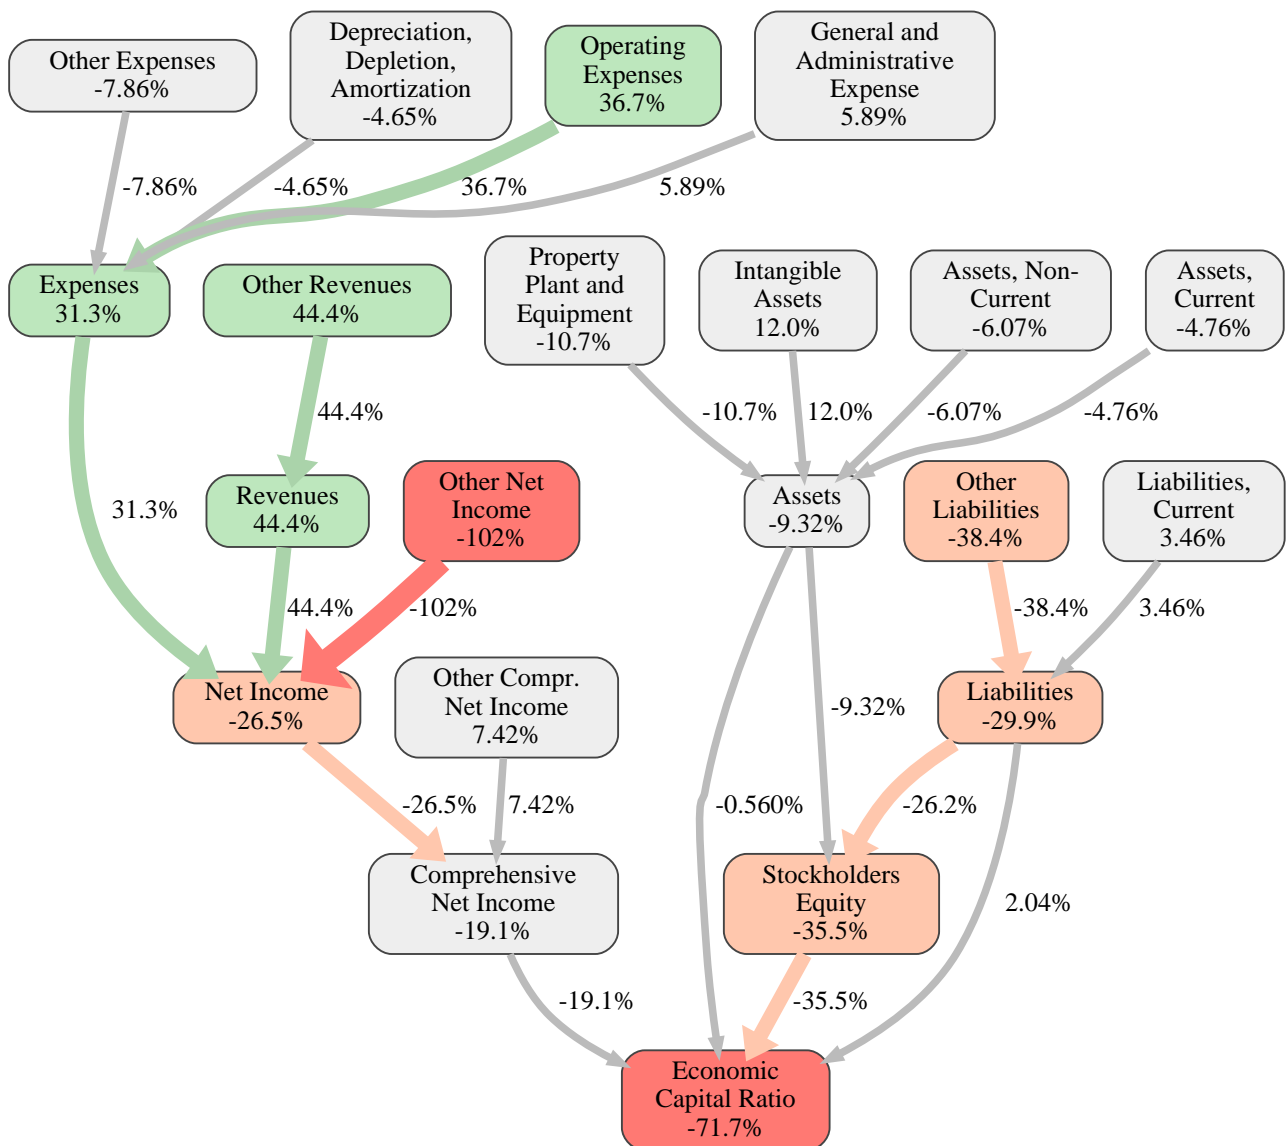 Other Expenses
-7.86%
Depreciation,
Depletion,
Amortization
-4.65%
Operating
Expenses
36.7%
General and
Administrative
Expense
5.89%
-7.86%
-4.65%
36.7%
5.89%
Expenses
31.3%
Other Revenues
44.4%
Property
Plant and
Equipment
-10.7%
Intangible
Assets
12.0%
Assets, Non-
Current
-6.07%
Assets,
Current
-4.76%
44.4%
-10.7%
12.0%
-6.07%
-4.76%
31.3%
Revenues
44.4%
Other Net
Income
-102%
Assets
-9.32%
Other
Liabilities
-38.4%
Liabilities,
Current
3.46%
44.4%
-102%
-38.4%
3.46%
Net Income
-26.5%
Other Compr.
Net Income
7.42%
-9.32%
Liabilities
-29.9%
-26.5%
7.42%
-0.560%
-26.2%
Comprehensive
Net Income
-19.1%
Stockholders
Equity
-35.5%
2.04%
-19.1%
-35.5%
Economic
Capital Ratio
-71.7%